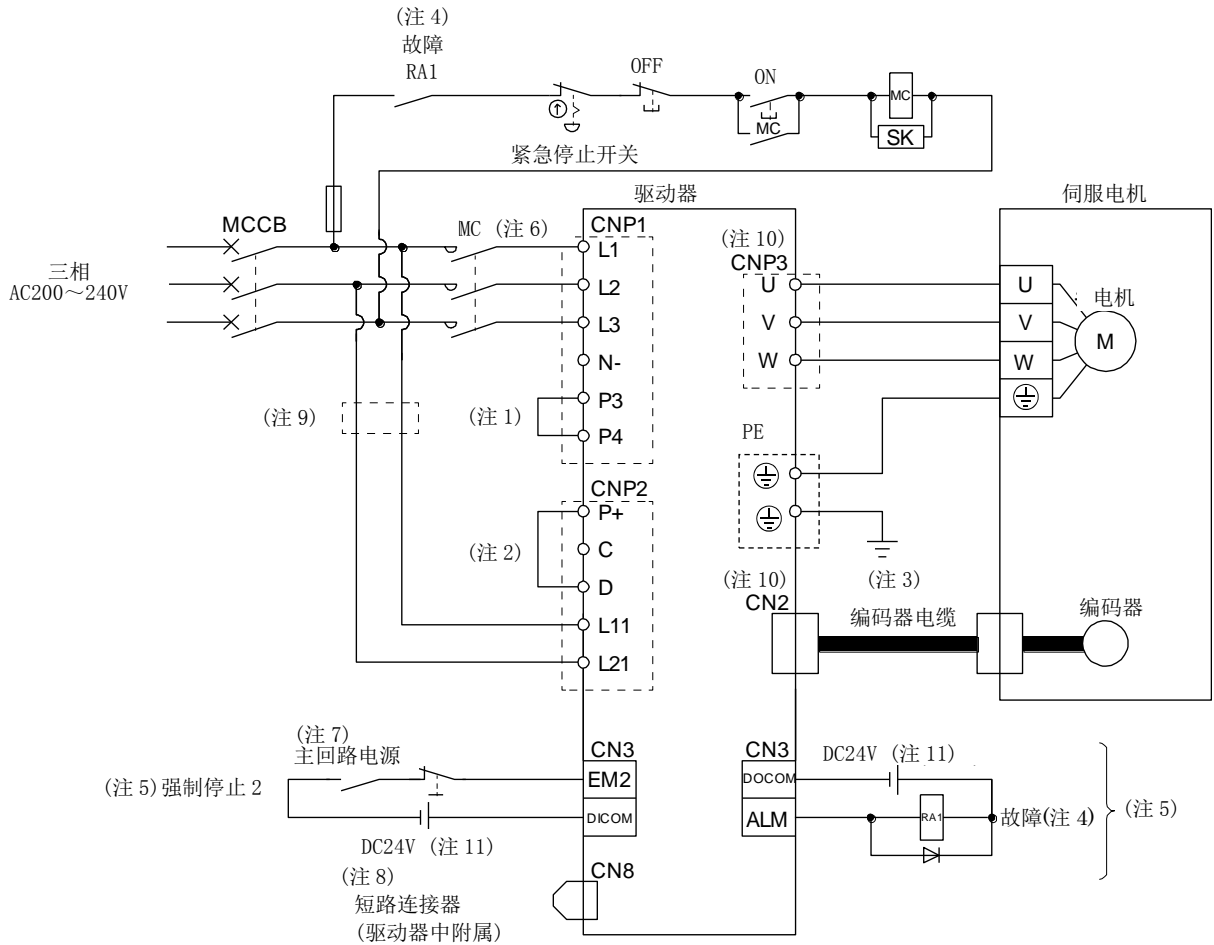 (注 4)
故障
RA1
OFF
ON
MC
MC
SK
紧急停止开关
驱动器
伺服电机
MCCB
MC (注 6)
CNP1
(注 10)
CNP3
三相
AC200～240V
L1
L2
L3
N-
P3
P4
U
V
W
U
V
W
电机
M
(注 9)
(注 1)
PE
CNP2
P+
C
D
L11
L21
(注 2)
(注 3)
(注 10)
CN2
编码器电缆
编码器
(注 7)
主回路电源
(注 5)强制停止 2
CN3
EM2
DICOM
DC24V (注 11)
CN3
DOCOM
ALM
DC24V (注 11)
RA1
故障(注 4)
(注 5)
(注 8)
短路连接器
(驱动器中附属)
CN8